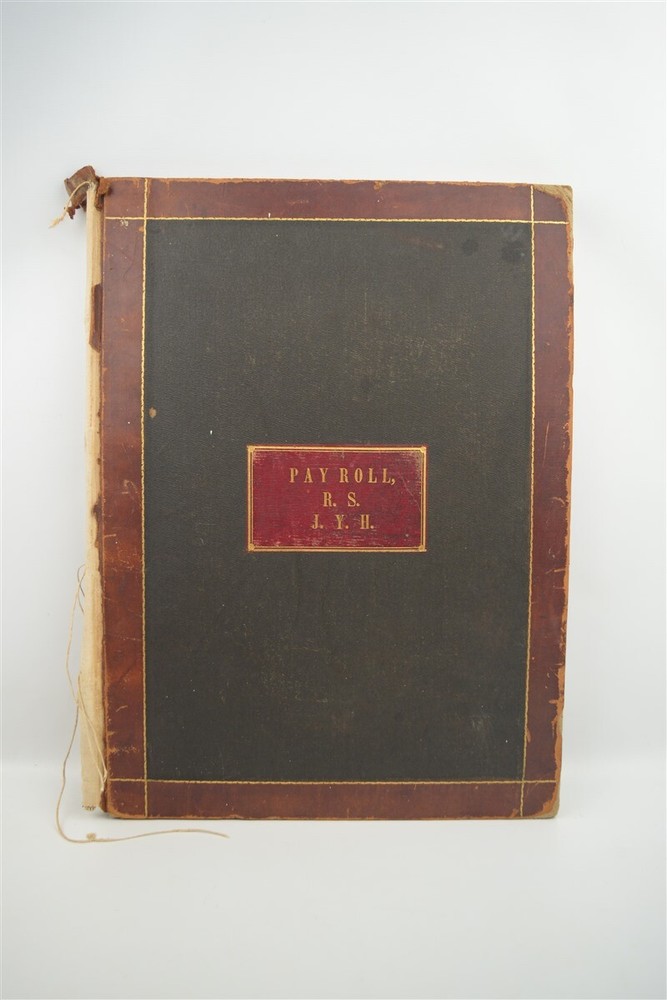 PAY ROLL,
R. S.
J. Y. H.